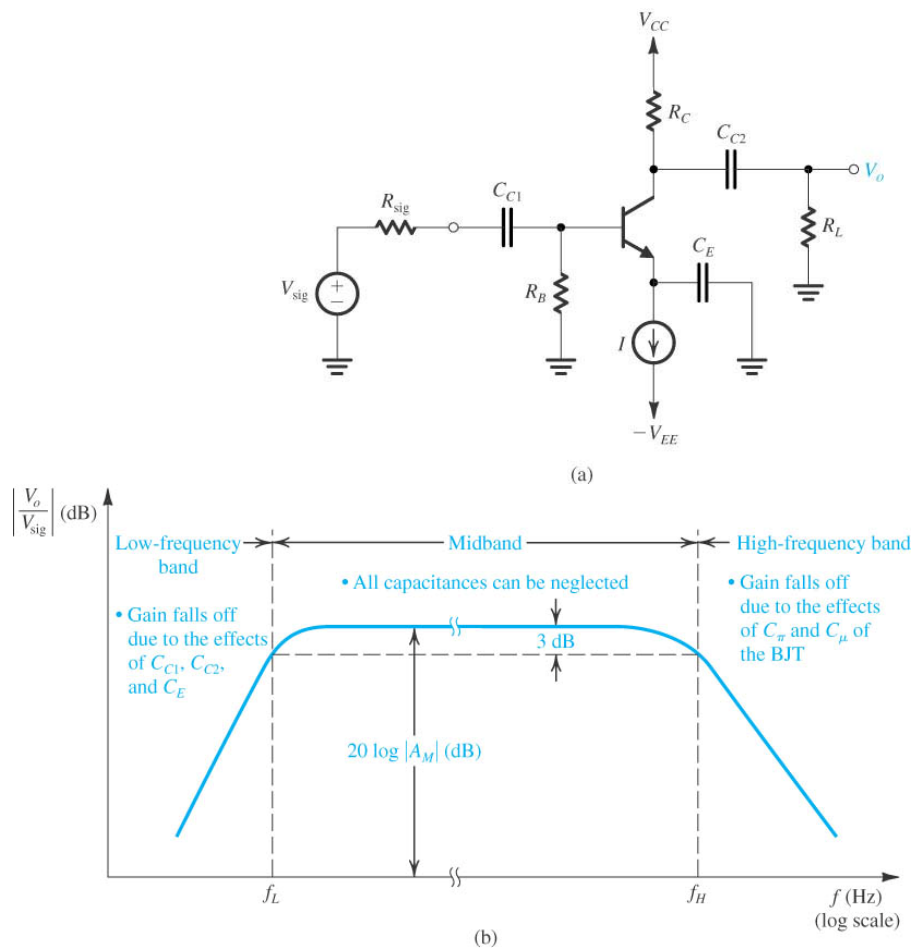 V_CC
R_C
C_C2
V_o
C_C1
R_sig
R_L
C_E
V_sig
+
−
R_B
I
−V_EE
(a)
|V_o/V_sig| (dB)
Low-frequency
band
Midband
High-frequency band
• All capacitances can be neglected
• Gain falls off
due to the effects
of C_π and C_μ of
the BJT
• Gain falls off
due to the effects
of C_C1, C_C2,
and C_E
3 dB
20 log |A_M| (dB)
f_L
f_H
f (Hz)
(log scale)
(b)